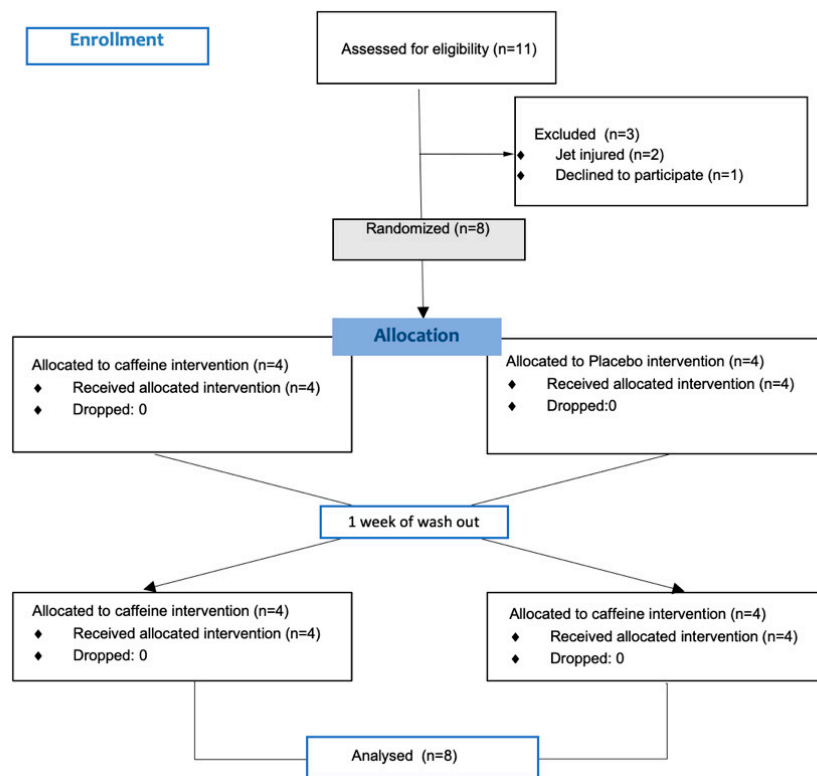 Enrollment
Assessed for eligibility (n=11)
Excluded (n=3)
♦ Jet injured (n=2)
♦ Declined to participate (n=1)
Randomized (n=8)
Allocation
Allocated to caffeine intervention (n=4)
♦ Received allocated intervention (n=4)
♦ Dropped: 0
Allocated to Placebo intervention (n=4)
♦ Received allocated intervention (n=4)
♦ Dropped:0
1 week of wash out
Allocated to caffeine intervention (n=4)
♦ Received allocated intervention (n=4)
♦ Dropped: 0
Allocated to caffeine intervention (n=4)
♦ Received allocated intervention (n=4)
♦ Dropped: 0
Analysed (n=8)